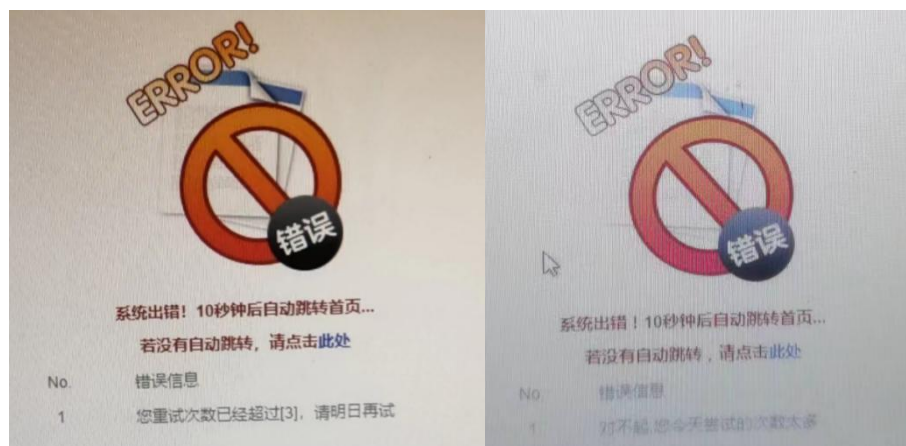 ERROR!
错误
系统出错！10秒钟后自动跳转首页...
若没有自动跳转，请点击此处
No. 错误信息
1 您重试次数已经超过[3]，请明日再试
ERROR!
错误
系统出错！10秒钟后自动跳转首页...
若没有自动跳转，请点击此处
No. 错误信息
1 对不起,您今天尝试的次数太多